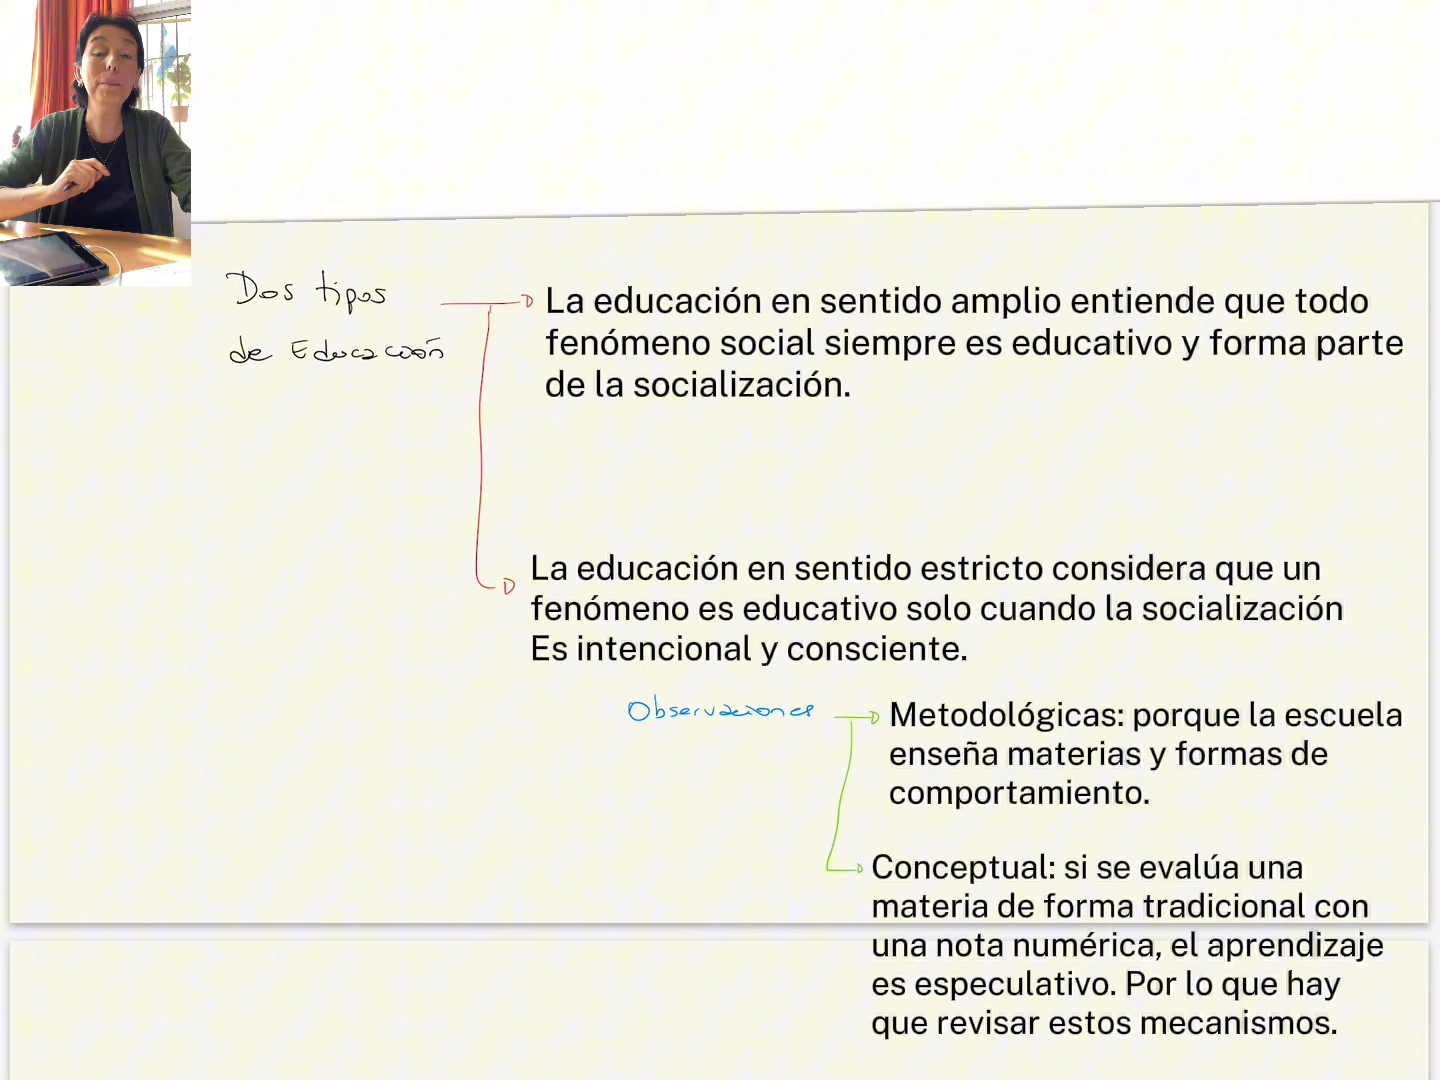 Dos tipos
de Educación
La educación en sentido amplio entiende que todo
fenómeno social siempre es educativo y forma parte
de la socialización.
La educación en sentido estricto considera que un
fenómeno es educativo solo cuando la socialización
Es intencional y consciente.
Observaciones
Metodológicas: porque la escuela
enseña materias y formas de
comportamiento.
Conceptual: si se evalúa una
materia de forma tradicional con
una nota numérica, el aprendizaje
es especulativo. Por lo que hay
que revisar estos mecanismos.